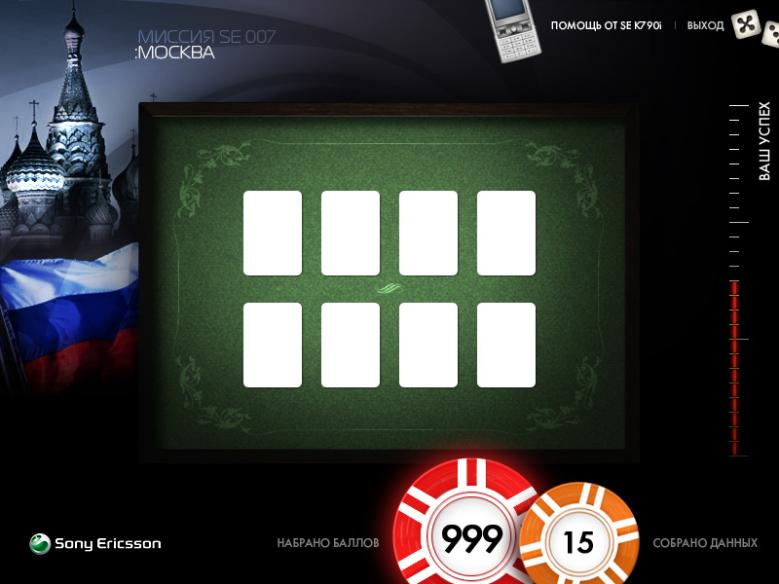 МИССИЯ SE 007
:МОСКВА
ПОМОЩЬ ОТ SE K790i
ВЫХОД
ВАШ УСПЕХ
Sony Ericsson
НАБРАНО БАЛЛОВ
999
15
СОБРАНО ДАННЫХ